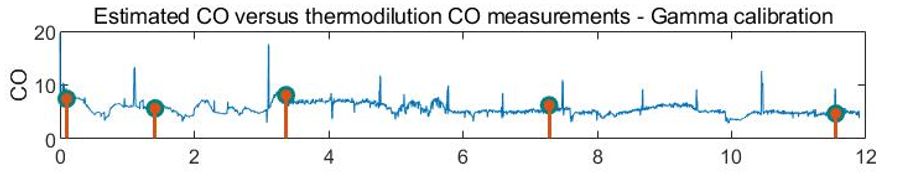 Estimated CO versus thermodilution CO measurements - Gamma calibration
20
10
0
CO
0 2 4 6 8 10 12